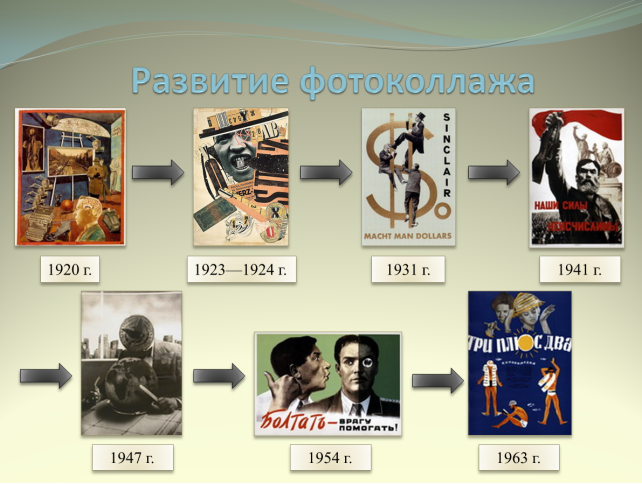 Развитие фотоколлажа
SINCLAIR
MACHT MAN DOLLARS
НАШИ СИЛЫ
НЕИСЧИСЛИМЫ
1920 г.
1923—1924 г.
1931 г.
1941 г.
ТРИ ПЛЮС ДВА
Болтать—
ВРАГУ
ПОМОГАТЬ!
1947 г.
1954 г.
1963 г.